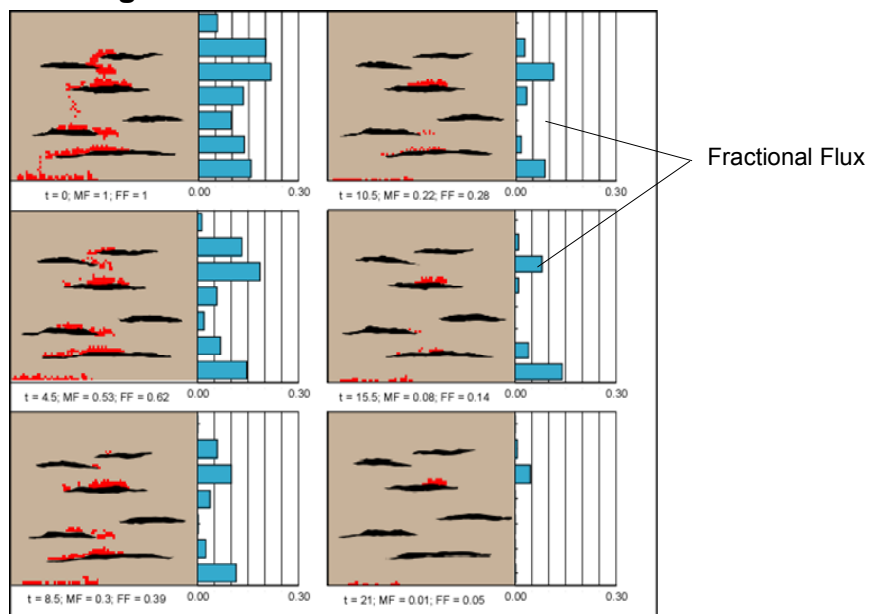 Fractional Flux
t = 0; MF = 1; FF = 1
0.00
0.30
t = 10.5; MF = 0.22; FF = 0.28
0.00
0.30
t = 4.5; MF = 0.53; FF = 0.62
0.00
0.30
t = 15.5; MF = 0.08; FF = 0.14
0.00
0.30
t = 8.5; MF = 0.3; FF = 0.39
0.00
0.30
t = 21; MF = 0.01; FF = 0.05
0.00
0.30